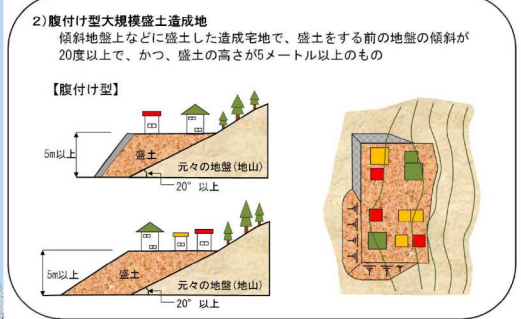 2)腹付け型大規模盛土造成地
傾斜地盤上などに盛土した造成宅地で、盛土をする前の地盤の傾斜が
20度以上で、かつ、盛土の高さが5メートル以上のもの
【腹付け型】
5m以上
盛土
元々の地盤(地山)
20° 以上
5m以上
盛土
元々の地盤(地山)
20° 以上